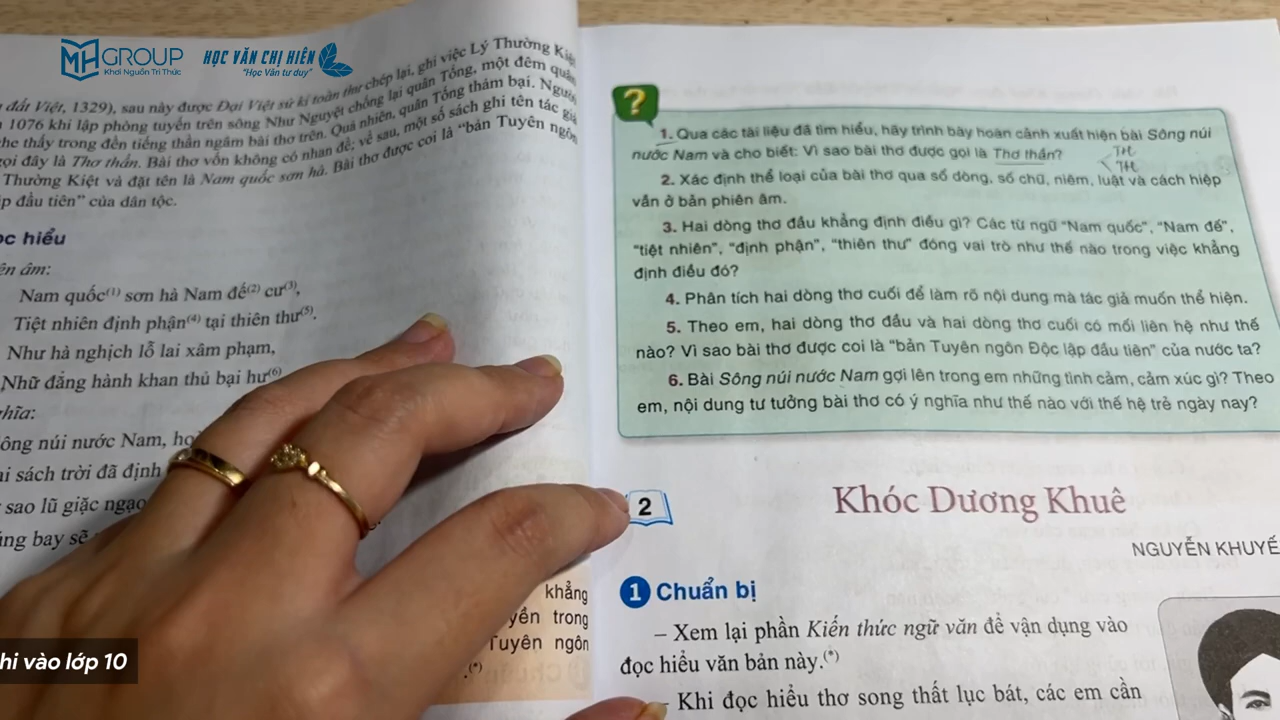 MH GROUP
Khơi Nguồn Tri Thức
HỌC VĂN CHỊ HIÊN
"Học Văn tư duy"
đất Việt, 1329), sau này được Đại Việt sử kí toàn thư chép lại, ghi việc Lý Thường Kiệt
1076 khi lập phòng tuyến trên sông Như Nguyệt chống lại quân Tống, một đêm quân
nghe thấy trong đền tiếng thần ngâm bài thơ trên. Quả nhiên, quân Tống thảm bại. Người
gọi đây là Thơ thần. Bài thơ vốn không có nhan đề; về sau, một số sách ghi tên tác giả
Thường Kiệt và đặt tên là Nam quốc sơn hà. Bài thơ được coi là “bản Tuyên ngôn
đầu tiên” của dân tộc.
hiểu
âm:
Nam quốc(1) sơn hà Nam đế(2) cư(3),
Tiệt nhiên định phận(4) tại thiên thư(5).
Như hà nghịch lỗ lai xâm phạm,
Nhữ đẳng hành khan thủ bại hư(6)
nghĩa:
sông núi nước Nam,
sách trời đã định
sao lũ giặc
bay sẽ
khẳng
trong
Tuyên ngôn
.(*)
hi vào lớp 10
?
1. Qua các tài liệu đã tìm hiểu, hãy trình bày hoàn cảnh xuất hiện bài Sông núi
nước Nam và cho biết: Vì sao bài thơ được gọi là Thơ thần?
2. Xác định thể loại của bài thơ qua số dòng, số chữ, niêm, luật và cách hiệp
vần ở bản phiên âm.
3. Hai dòng thơ đầu khẳng định điều gì? Các từ ngữ “Nam quốc”, “Nam đế”,
“tiệt nhiên”, “định phận”, “thiên thư” đóng vai trò như thế nào trong việc khẳng
định điều đó?
4. Phân tích hai dòng thơ cuối để làm rõ nội dung mà tác giả muốn thể hiện.
5. Theo em, hai dòng thơ đầu và hai dòng thơ cuối có mối liên hệ như thế
nào? Vì sao bài thơ được coi là “bản Tuyên ngôn Độc lập đầu tiên” của nước ta?
6. Bài Sông núi nước Nam gợi lên trong em những tình cảm, cảm xúc gì? Theo
em, nội dung tư tưởng bài thơ có ý nghĩa như thế nào với thế hệ trẻ ngày nay?
2
Khóc Dương Khuê
NGUYỄN KHUYẾ
1 Chuẩn bị
– Xem lại phần Kiến thức ngữ văn để vận dụng vào
đọc hiểu văn bản này.(*)
– Khi đọc hiểu thơ song thất lục bát, các em cần